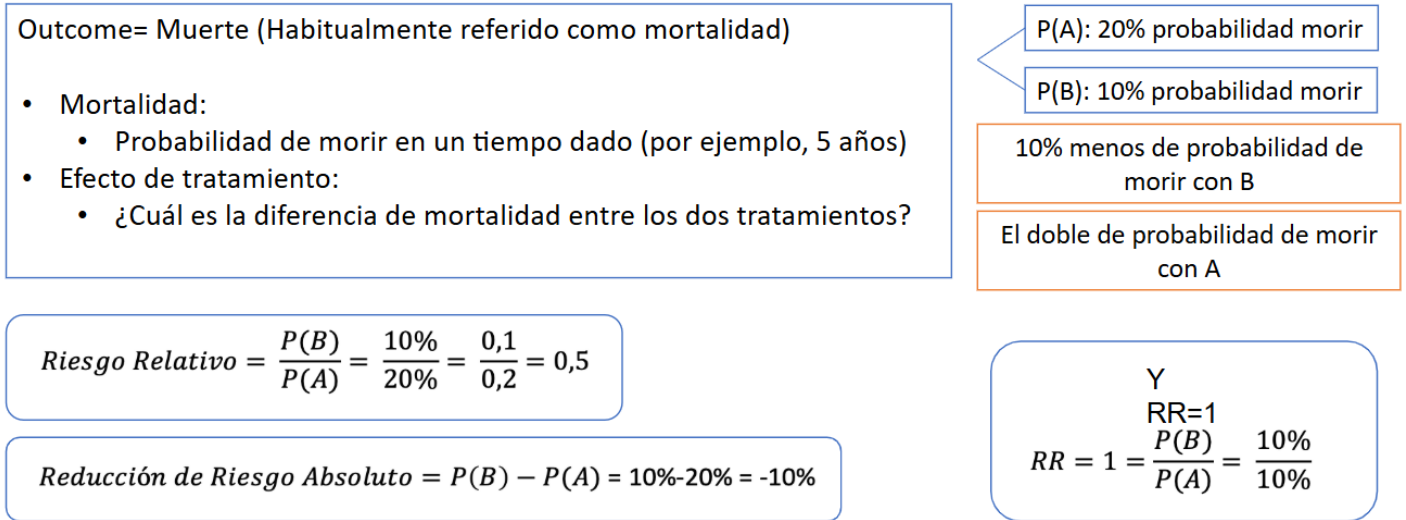 Outcome= Muerte (Habitualmente referido como mortalidad)
• Mortalidad:
• Probabilidad de morir en un tiempo dado (por ejemplo, 5 años)
• Efecto de tratamiento:
• ¿Cuál es la diferencia de mortalidad entre los dos tratamientos?
P(A): 20% probabilidad morir
P(B): 10% probabilidad morir
10% menos de probabilidad de
morir con B
El doble de probabilidad de morir
con A
Riesgo Relativo = P(B)/P(A) = 10%/20% = 0,1/0,2 = 0,5
Reducción de Riesgo Absoluto = P(B) − P(A) = 10%-20% = -10%
Y
RR=1
RR = 1 = P(B)/P(A) = 10%/10%